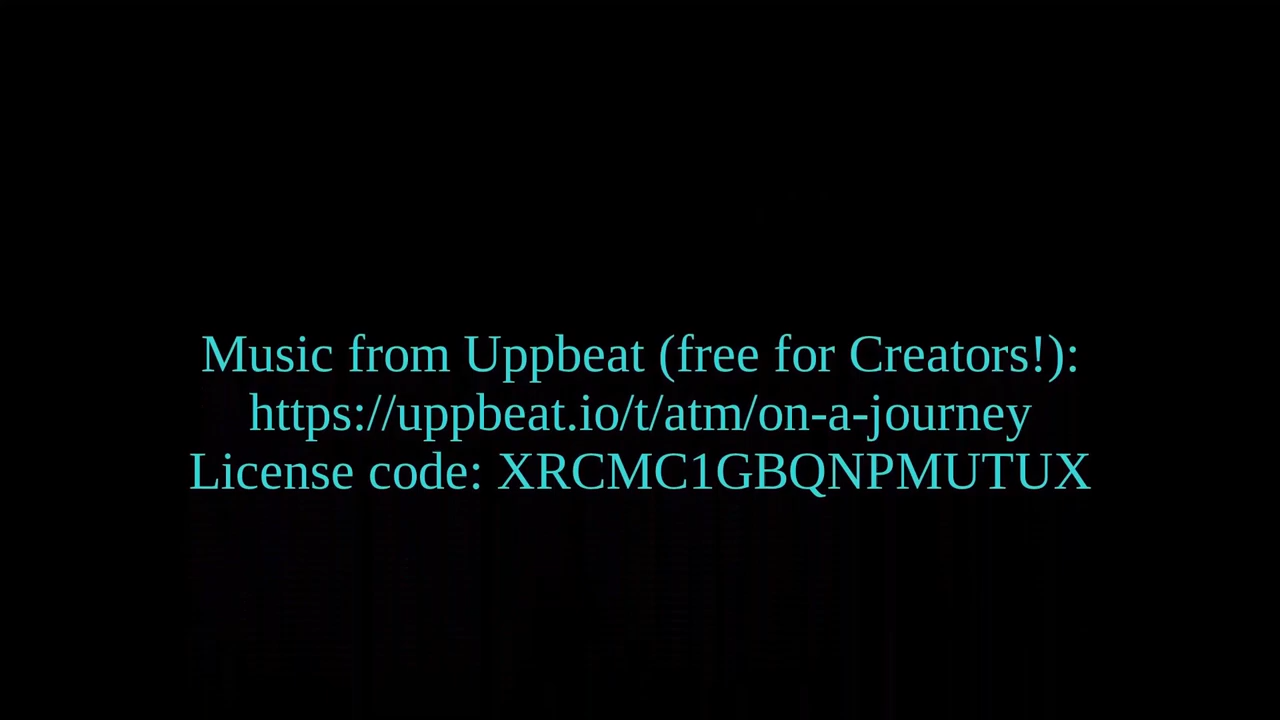 Music from Uppbeat (free for Creators!):
https://uppbeat.io/t/atm/on-a-journey
License code: XRCMC1GBQNPMUTUX